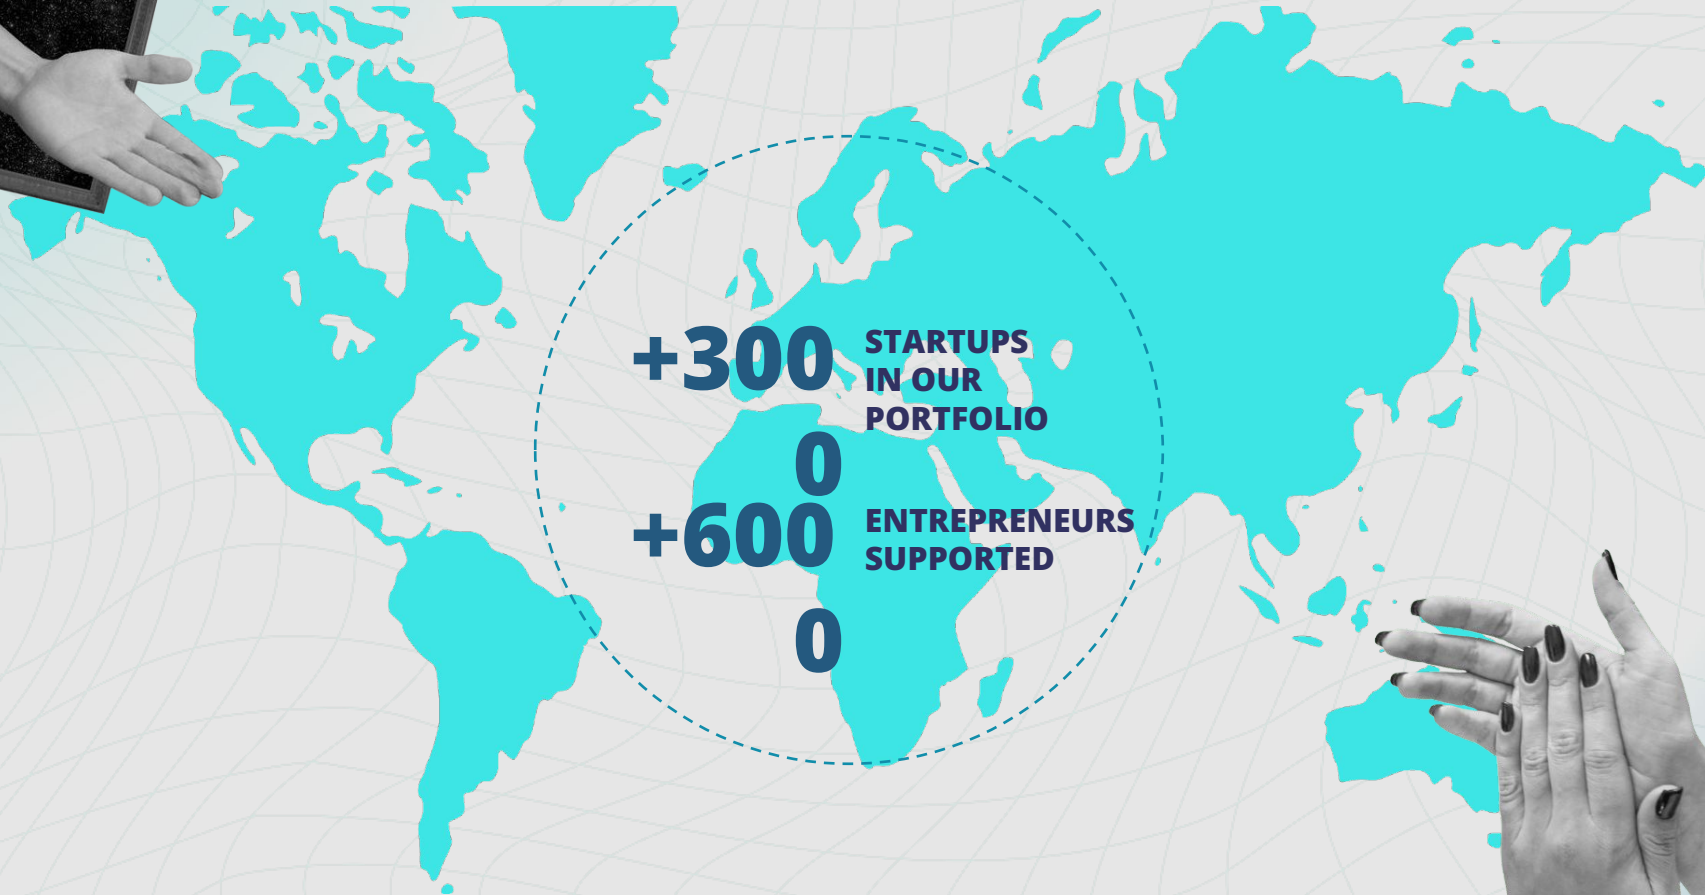 +300
STARTUPS
IN OUR
PORTFOLIO
0
+600
ENTREPRENEURS
SUPPORTED
0